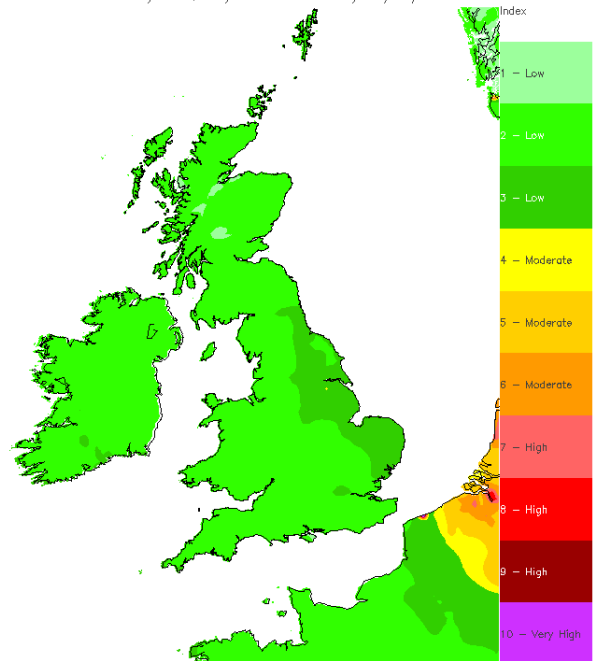 Index
1 - Low
2 - Low
3 - Low
4 - Moderate
5 - Moderate
6 - Moderate
7 - High
8 - High
9 - High
10 - Very High